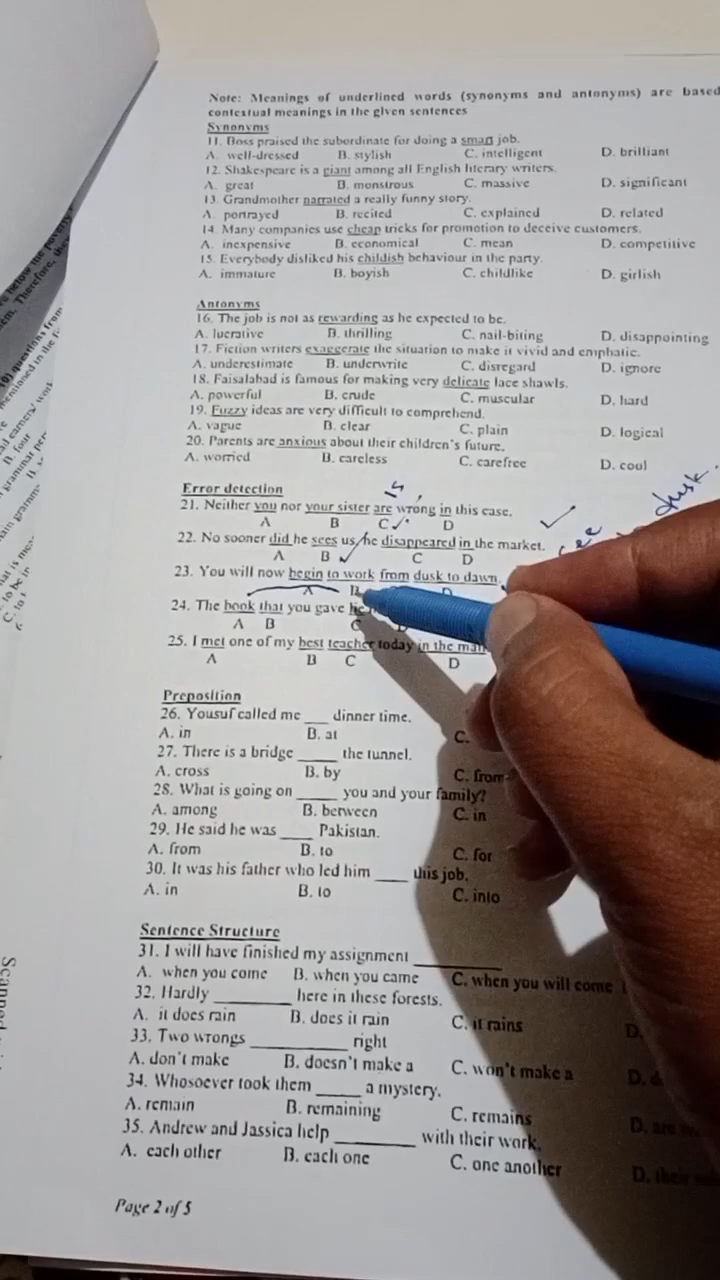 Note: Meanings of underlined words (synonyms and antonyms) are based
contextual meanings in the given sentences
Synonyms
11. Boss praised the subordinate for doing a smart job.
A. well-dressed B. stylish C. intelligent D. brilliant
12. Shakespeare is a giant among all English literary writers.
A. great B. monstrous C. massive D. significant
13. Grandmother narrated a really funny story.
A. portrayed B. recited C. explained D. related
14. Many companies use cheap tricks for promotion to deceive customers.
A. inexpensive B. economical C. mean D. competitive
15. Everybody disliked his childish behaviour in the party.
A. immature B. boyish C. childlike D. girlish
Antonyms
16. The job is not as rewarding as he expected to be.
A. lucrative B. thrilling C. nail-biting D. disappointing
17. Fiction writers exaggerate the situation to make it vivid and emphatic.
A. underestimate B. underwrite C. disregard D. ignore
18. Faisalabad is famous for making very delicate lace shawls.
A. powerful B. crude C. muscular D. hard
19. Fuzzy ideas are very difficult to comprehend.
A. vague B. clear C. plain D. logical
20. Parents are anxious about their children's future.
A. worried B. careless C. carefree D. cool
Error detection
is
21. Neither you nor your sister are wrong in this case.
A B C D
dusk
22. No sooner did he sees us, he disappeared in the market.
A B C D
see
23. You will now begin to work from dusk to dawn.
A B D
24. The book that you gave
A B C
25. I met one of my best teacher today in the
A B C D
Preposition
26. Yousuf called me ___ dinner time.
A. in B. at C.
27. There is a bridge ____ the tunnel.
A. cross B. by C. from
28. What is going on ____ you and your family?
A. among B. between C. in
29. He said he was ___ Pakistan.
A. from B. to C. for
30. It was his father who led him ___ this job.
A. in B. to C. into
Sentence Structure
31. I will have finished my assignment ________
A. when you come B. when you came C. when you will come
32. Hardly _______ here in these forests.
A. it does rain B. does it rain C. it rains D.
33. Two wrongs ________ right
A. don't make B. doesn't make a C. won't make a D.
34. Whosoever took them ____ a mystery.
A. remain B. remaining C. remains D.
35. Andrew and Jassica help _______ with their work.
A. each other B. each one C. one another D. their
Page 2 of 5